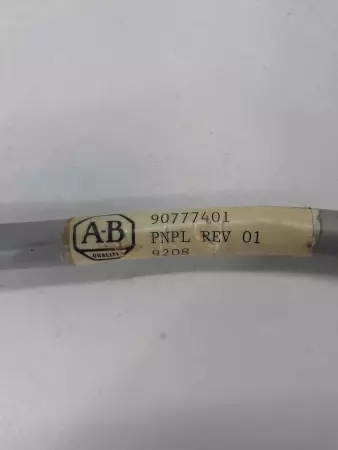 A-B
QUALITY
90777401
PNPL REV 01
9208